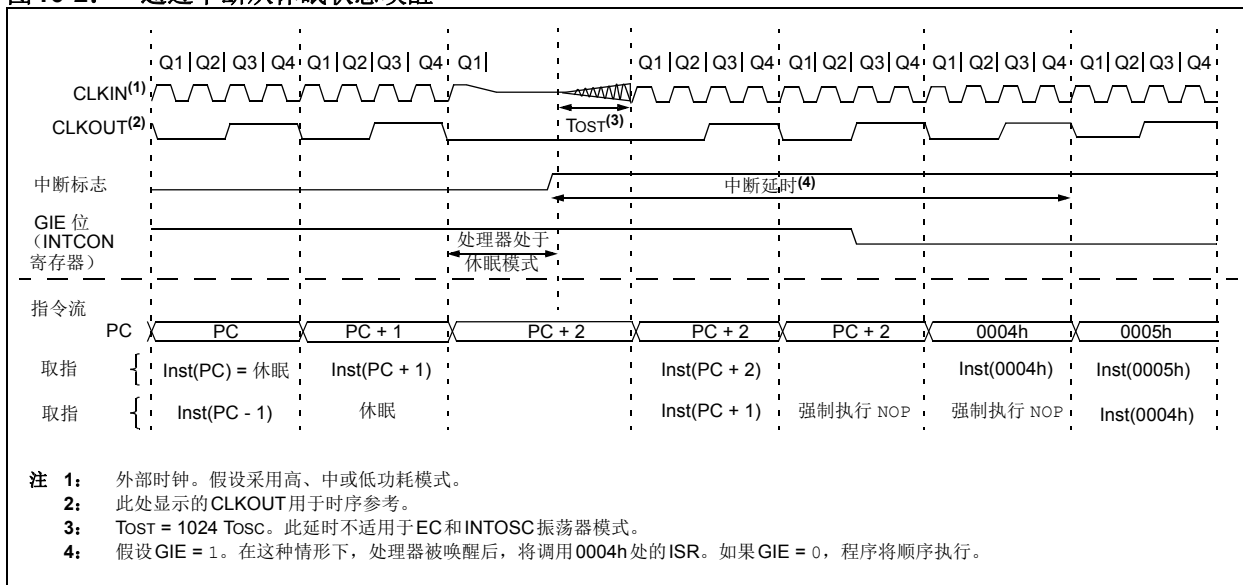 Q1 Q2 Q3 Q4 Q1 Q2 Q3 Q4 Q1 Q1 Q2 Q3 Q4 Q1 Q2 Q3 Q4 Q1 Q2 Q3 Q4 Q1 Q2 Q3 Q4
CLKIN(1)
CLKOUT(2) TOST(3)
中断标志 中断延时(4)
GIE 位
（INTCON
寄存器）
处理器处于
休眠模式
指令流
PC PC PC + 1 PC + 2 PC + 2 PC + 2 0004h 0005h
取指 { Inst(PC) = 休眠 Inst(PC + 1) Inst(PC + 2) Inst(0004h) Inst(0005h)
取指 { Inst(PC - 1) 休眠 Inst(PC + 1) 强制执行 NOP 强制执行 NOP Inst(0004h)
注 1： 外部时钟。假设采用高、中或低功耗模式。
2： 此处显示的CLKOUT用于时序参考。
3： TOST = 1024 TOSC。此延时不适用于EC和INTOSC振荡器模式。
4： 假设GIE = 1。在这种情形下，处理器被唤醒后，将调用0004h处的ISR。如果GIE = 0，程序将顺序执行。